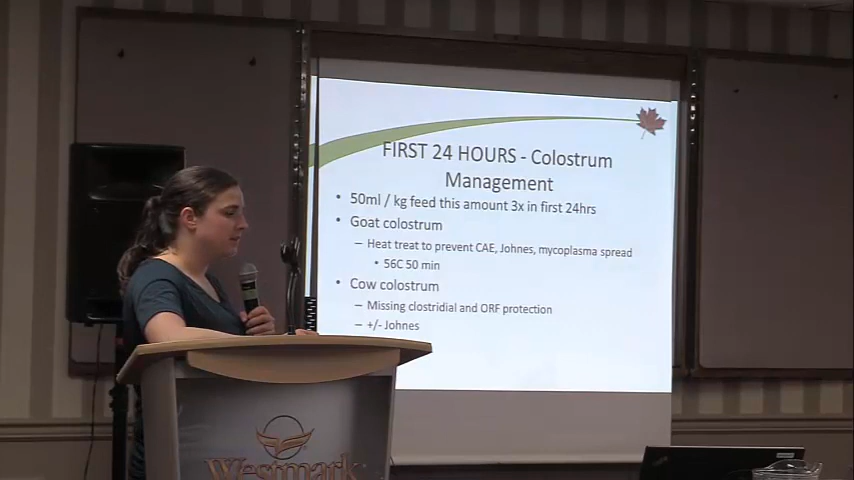 FIRST 24 HOURS - Colostrum
Management
• 50ml / kg feed this amount 3x in first 24hrs
• Goat colostrum
– Heat treat to prevent CAE, Johnes, mycoplasma spread
• 56C 50 min
• Cow colostrum
– Missing clostridial and ORF protection
– +/- Johnes
Westmark